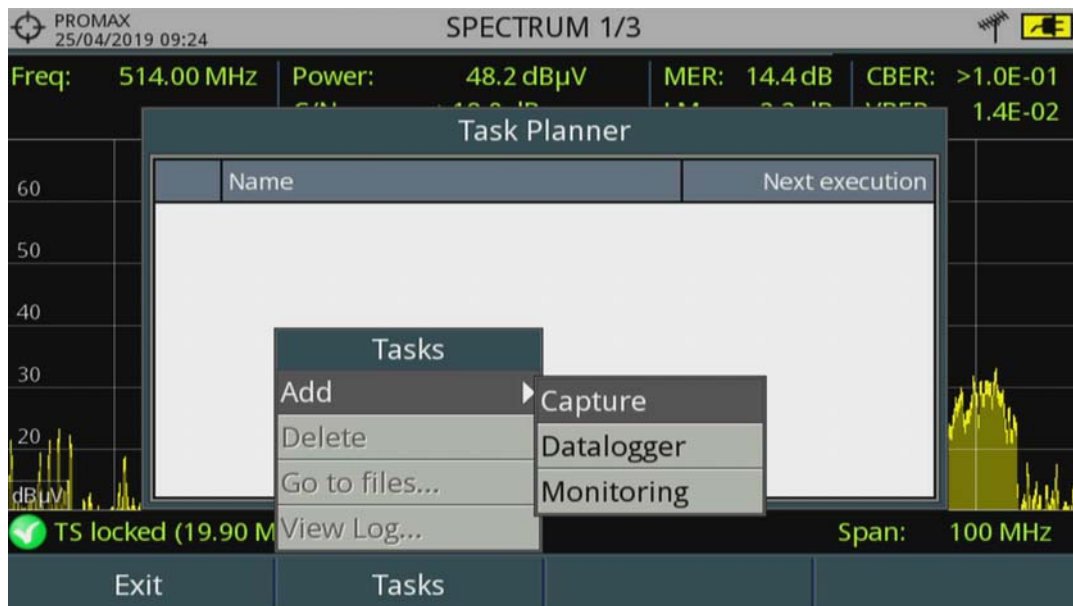 PROMAX
25/04/2019 09:24
SPECTRUM 1/3
Freq: 514.00 MHz
Power: 48.2 dBµV
MER: 14.4 dB
CBER: >1.0E-01
1.4E-02
Task Planner
Name
Next execution
60
50
40
30
20
dBµV
Tasks
Add
Delete
Go to files...
View Log...
Capture
Datalogger
Monitoring
TS locked (19.90 M
Span: 100 MHz
Exit
Tasks